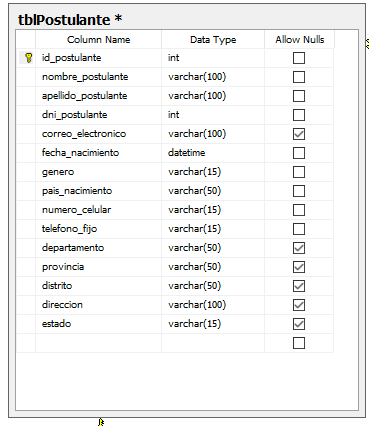 tblPostulante *
Column Name Data Type Allow Nulls
id_postulante int
nombre_postulante varchar(100)
apellido_postulante varchar(100)
dni_postulante int
correo_electronico varchar(100)
fecha_nacimiento datetime
genero varchar(15)
pais_nacimiento varchar(50)
numero_celular varchar(15)
telefono_fijo varchar(15)
departamento varchar(50)
provincia varchar(50)
distrito varchar(50)
direccion varchar(100)
estado varchar(15)